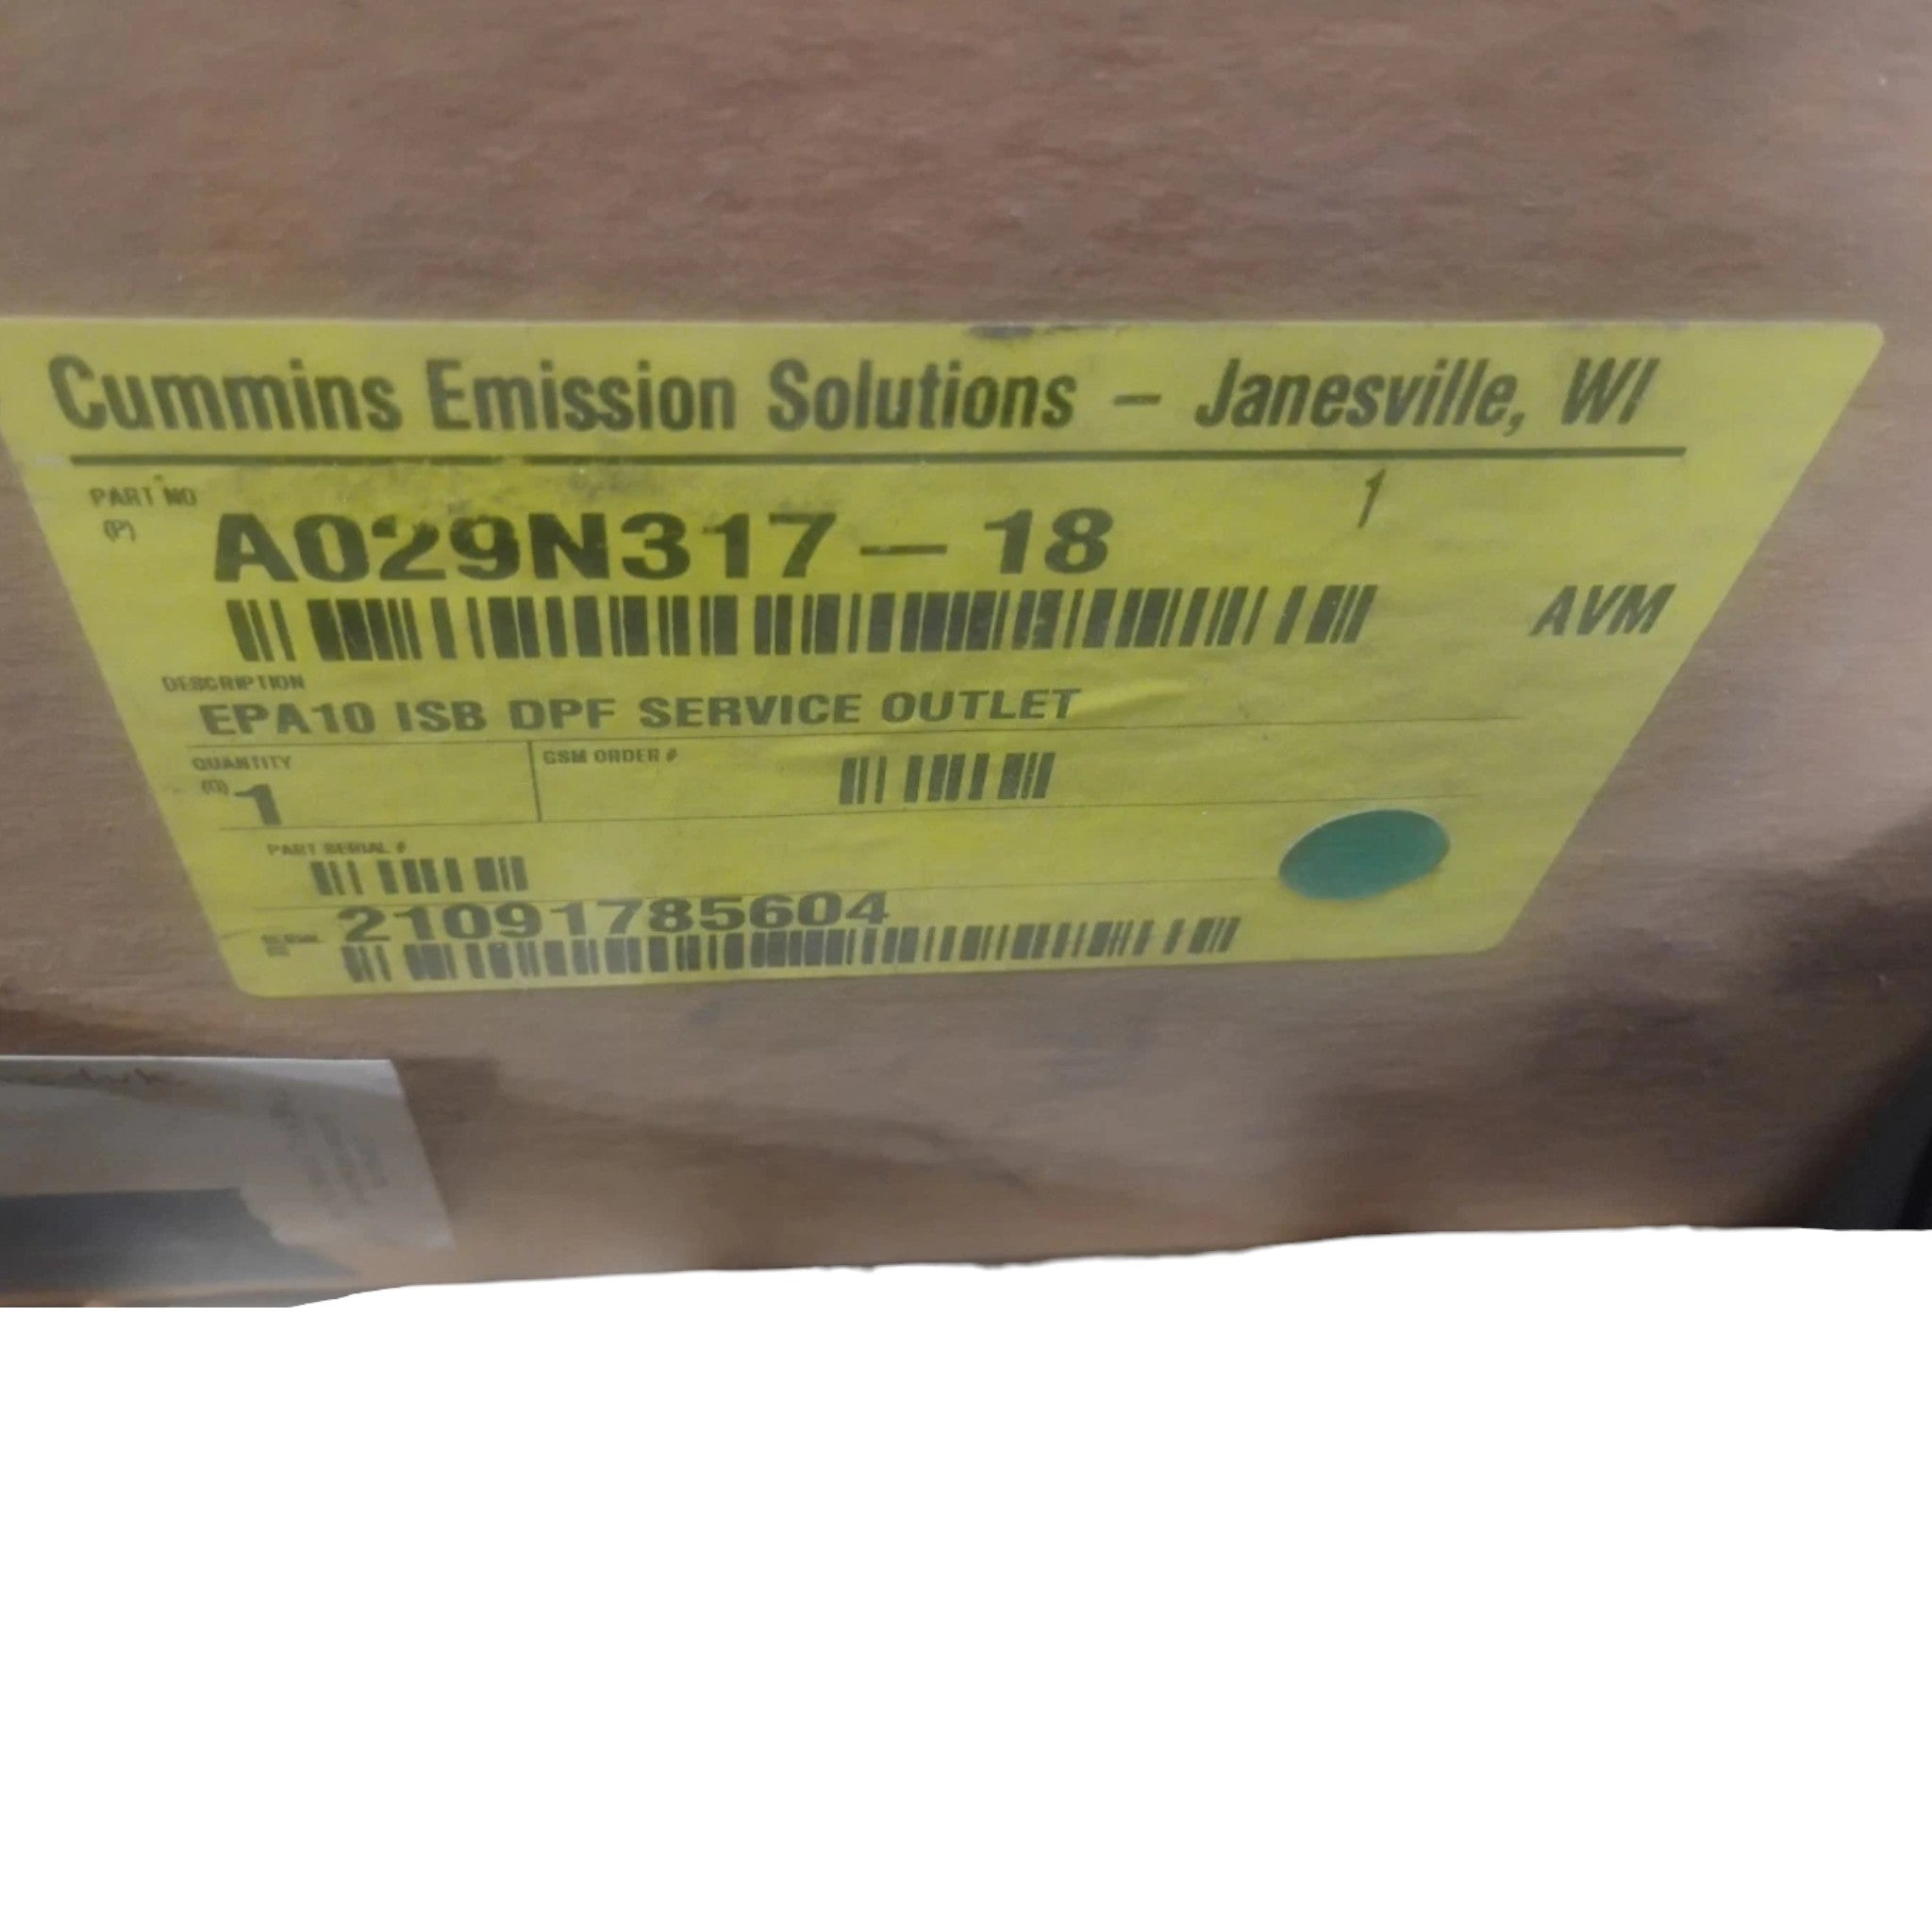 Cummins Emission Solutions – Janesville, WI
PART NO
(P)
A029N317–18
1
AVM
DESCRIPTION
EPA10 ISB DPF SERVICE OUTLET
QUANTITY
(Q)
1
GSM ORDER #
PART SERIAL #
21091785604